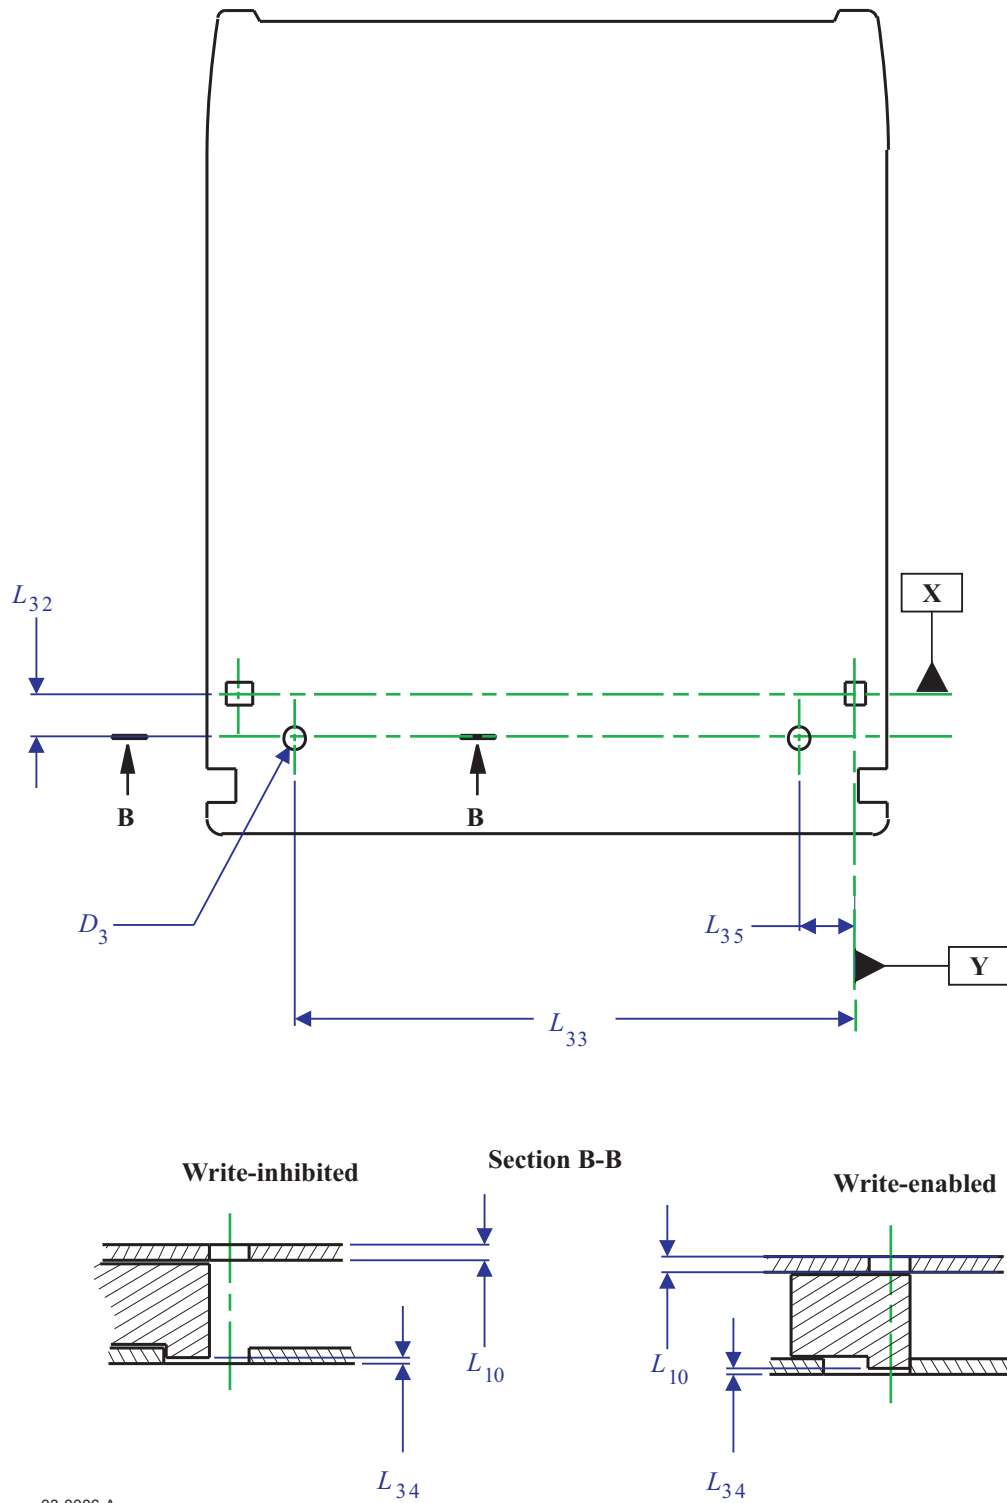 L32
X
B
B
D3
L35
Y
L33
Section B-B
Write-inhibited
Write-enabled
L10
L10
L34
L34